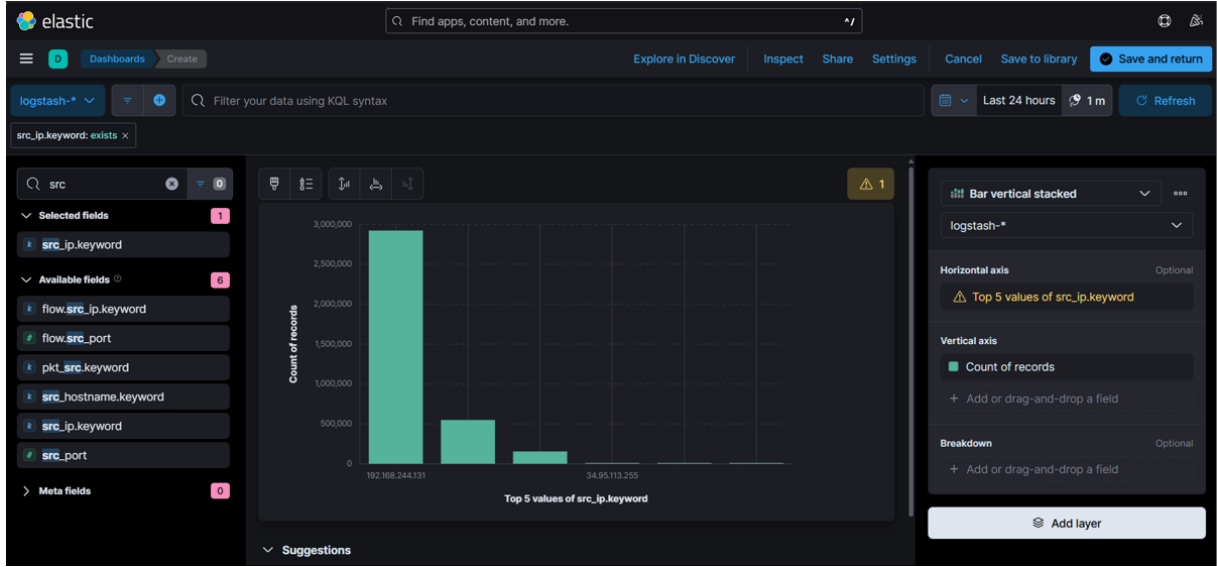 elastic
Find apps, content, and more.
^/
D
Dashboards
Create
Explore in Discover
Inspect
Share
Settings
Cancel
Save to library
Save and return
logstash-*
Filter your data using KQL syntax
Last 24 hours
1 m
Refresh
src_ip.keyword: exists ×
src
0
Selected fields
1
k src_ip.keyword
Available fields
6
k flow.src_ip.keyword
# flow.src_port
k pkt_src.keyword
k src_hostname.keyword
k src_ip.keyword
# src_port
Meta fields
0
1
3,000,000
2,500,000
2,000,000
1,500,000
1,000,000
500,000
0
Count of records
192.168.244.131
34.95.113.255
Top 5 values of src_ip.keyword
Suggestions
Bar vertical stacked
logstash-*
Horizontal axis
Optional
Top 5 values of src_ip.keyword
Vertical axis
Count of records
+ Add or drag-and-drop a field
Breakdown
Optional
+ Add or drag-and-drop a field
Add layer